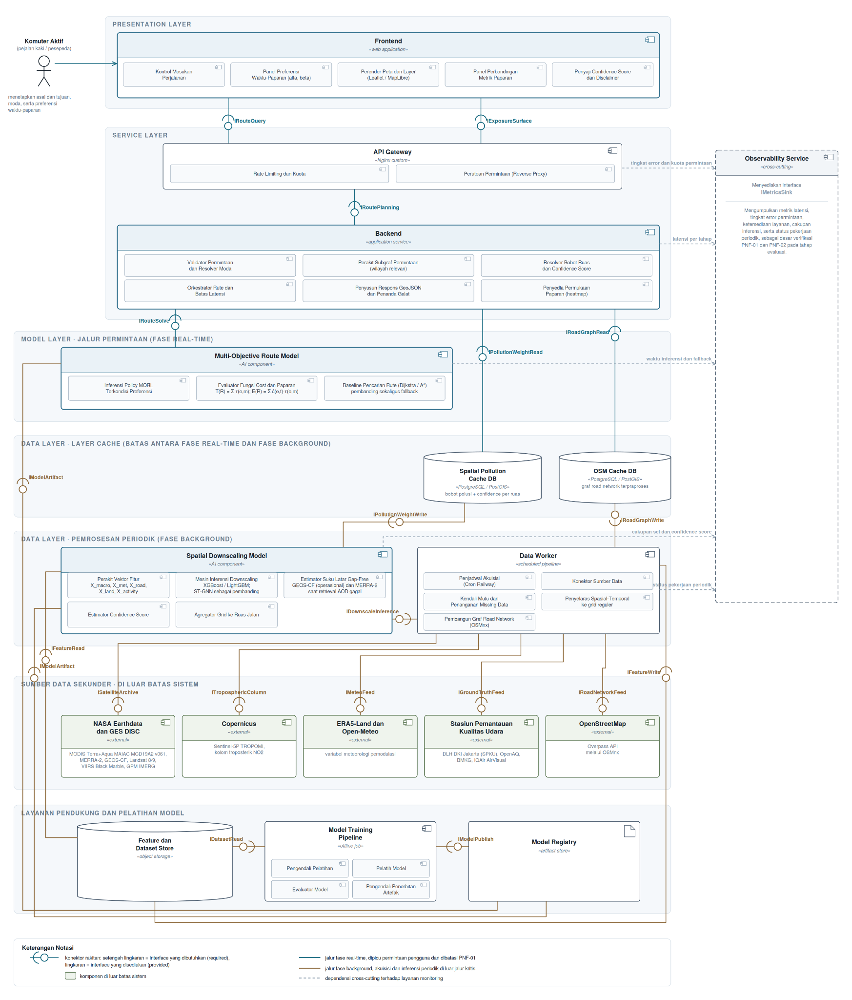 PRESENTATION LAYER
Komuter Aktif
(pejalan kaki / pesepeda)
menetapkan asal dan tujuan,
moda, serta preferensi
waktu-paparan
Frontend
«web application»
Kontrol Masukan
Perjalanan
Panel Preferensi
Waktu-Paparan (alfa, beta)
Perender Peta dan Layer
(Leaflet / MapLibre)
Panel Perbandingan
Metrik Paparan
Penyaji Confidence Score
dan Disclaimer
IRouteQuery
IExposureSurface
SERVICE LAYER
API Gateway
«Nginx custom»
Rate Limiting dan Kuota
Perutean Permintaan (Reverse Proxy)
tingkat error dan kuota permintaan
Observability Service
«cross-cutting»
Menyediakan interface
IMetricsSink
Mengumpulkan metrik latensi,
tingkat error permintaan,
ketersediaan layanan, cakupan
inferensi, serta status pekerjaan
periodik, sebagai dasar verifikasi
PNF-01 dan PNF-02 pada tahap
evaluasi.
IRoutePlanning
Backend
«application service»
latensi per tahap
Validator Permintaan
dan Resolver Moda
Perakit Subgraf Permintaan
(wilayah relevan)
Resolver Bobot Ruas
dan Confidence Score
Orkestrator Rute dan
Batas Latensi
Penyusun Respons GeoJSON
dan Penanda Galat
Penyedia Permukaan
Paparan (heatmap)
IRouteSolve
IRoadGraphRead
IPollutionWeightRead
MODEL LAYER · JALUR PERMINTAAN (FASE REAL-TIME)
Multi-Objective Route Model
«AI component»
waktu inferensi dan fallback
Inferensi Policy MORL
Terkondisi Preferensi
Evaluator Fungsi Cost dan Paparan
T(R) = Σ τ(e,m); E(R) = Σ ĉ(e,t)·τ(e,m)
Baseline Pencarian Rute (Dijkstra / A*)
pembanding sekaligus fallback
DATA LAYER · LAYER CACHE (BATAS ANTARA FASE REAL-TIME DAN FASE BACKGROUND)
IModelArtifact
Spatial Pollution
Cache DB
«PostgreSQL / PostGIS»
bobot polusi + confidence per ruas
OSM Cache DB
«PostgreSQL / PostGIS»
graf road network terpraproses
IPollutionWeightWrite
IRoadGraphWrite
cakupan sel dan confidence score
DATA LAYER · PEMROSESAN PERIODIK (FASE BACKGROUND)
Spatial Downscaling Model
«AI component»
Perakit Vektor Fitur
X_macro, X_met, X_road,
X_land, X_activity
Mesin Inferensi Downscaling
XGBoost / LightGBM;
ST-GNN sebagai pembanding
Estimator Suku Latar Gap-Free
GEOS-CF (operasional) dan MERRA-2
saat retrieval AOD gagal
Estimator Confidence Score
Agregator Grid ke Ruas Jalan
IDownscaleInference
Data Worker
«scheduled pipeline»
Penjadwal Akuisisi
(Cron Railway)
Konektor Sumber Data
Kendali Mutu dan
Penanganan Missing Data
Penyelaras Spasial-Temporal
ke grid reguler
Pembangun Graf Road Network
(OSMnx)
status pekerjaan periodik
IFeatureRead
IModelArtifact
IFeatureWrite
SUMBER DATA SEKUNDER · DI LUAR BATAS SISTEM
ISatelliteArchive
ITroposphericColumn
IMeteoFeed
IGroundTruthFeed
IRoadNetworkFeed
NASA Earthdata
dan GES DISC
«external»
MODIS Terra+Aqua MAIAC MCD19A2 v061,
MERRA-2, GEOS-CF, Landsat 8/9,
VIIRS Black Marble, GPM IMERG
Copernicus
«external»
Sentinel-5P TROPOMI,
kolom troposferik NO2
ERA5-Land dan
Open-Meteo
«external»
variabel meteorologi pemodulasi
Stasiun Pemantauan
Kualitas Udara
«external»
DLH DKI Jakarta (SPKU), OpenAQ,
BMKG, IQAir AirVisual
OpenStreetMap
«external»
Overpass API
melalui OSMnx
LAYANAN PENDUKUNG DAN PELATIHAN MODEL
Feature dan
Dataset Store
«object storage»
IDatasetRead
Model Training
Pipeline
«offline job»
Pengendali Pelatihan
Pelatih Model
Evaluator Model
Pengendali Penerbitan
Artefak
IModelPublish
Model Registry
«artifact store»
Keterangan Notasi
konektor rakitan: setengah lingkaran = interface yang dibutuhkan (required),
lingkaran = interface yang disediakan (provided)
komponen di luar batas sistem
jalur fase real-time, dipicu permintaan pengguna dan dibatasi PNF-01
jalur fase background, akuisisi dan inferensi periodik di luar jalur kritis
dependensi cross-cutting terhadap layanan monitoring